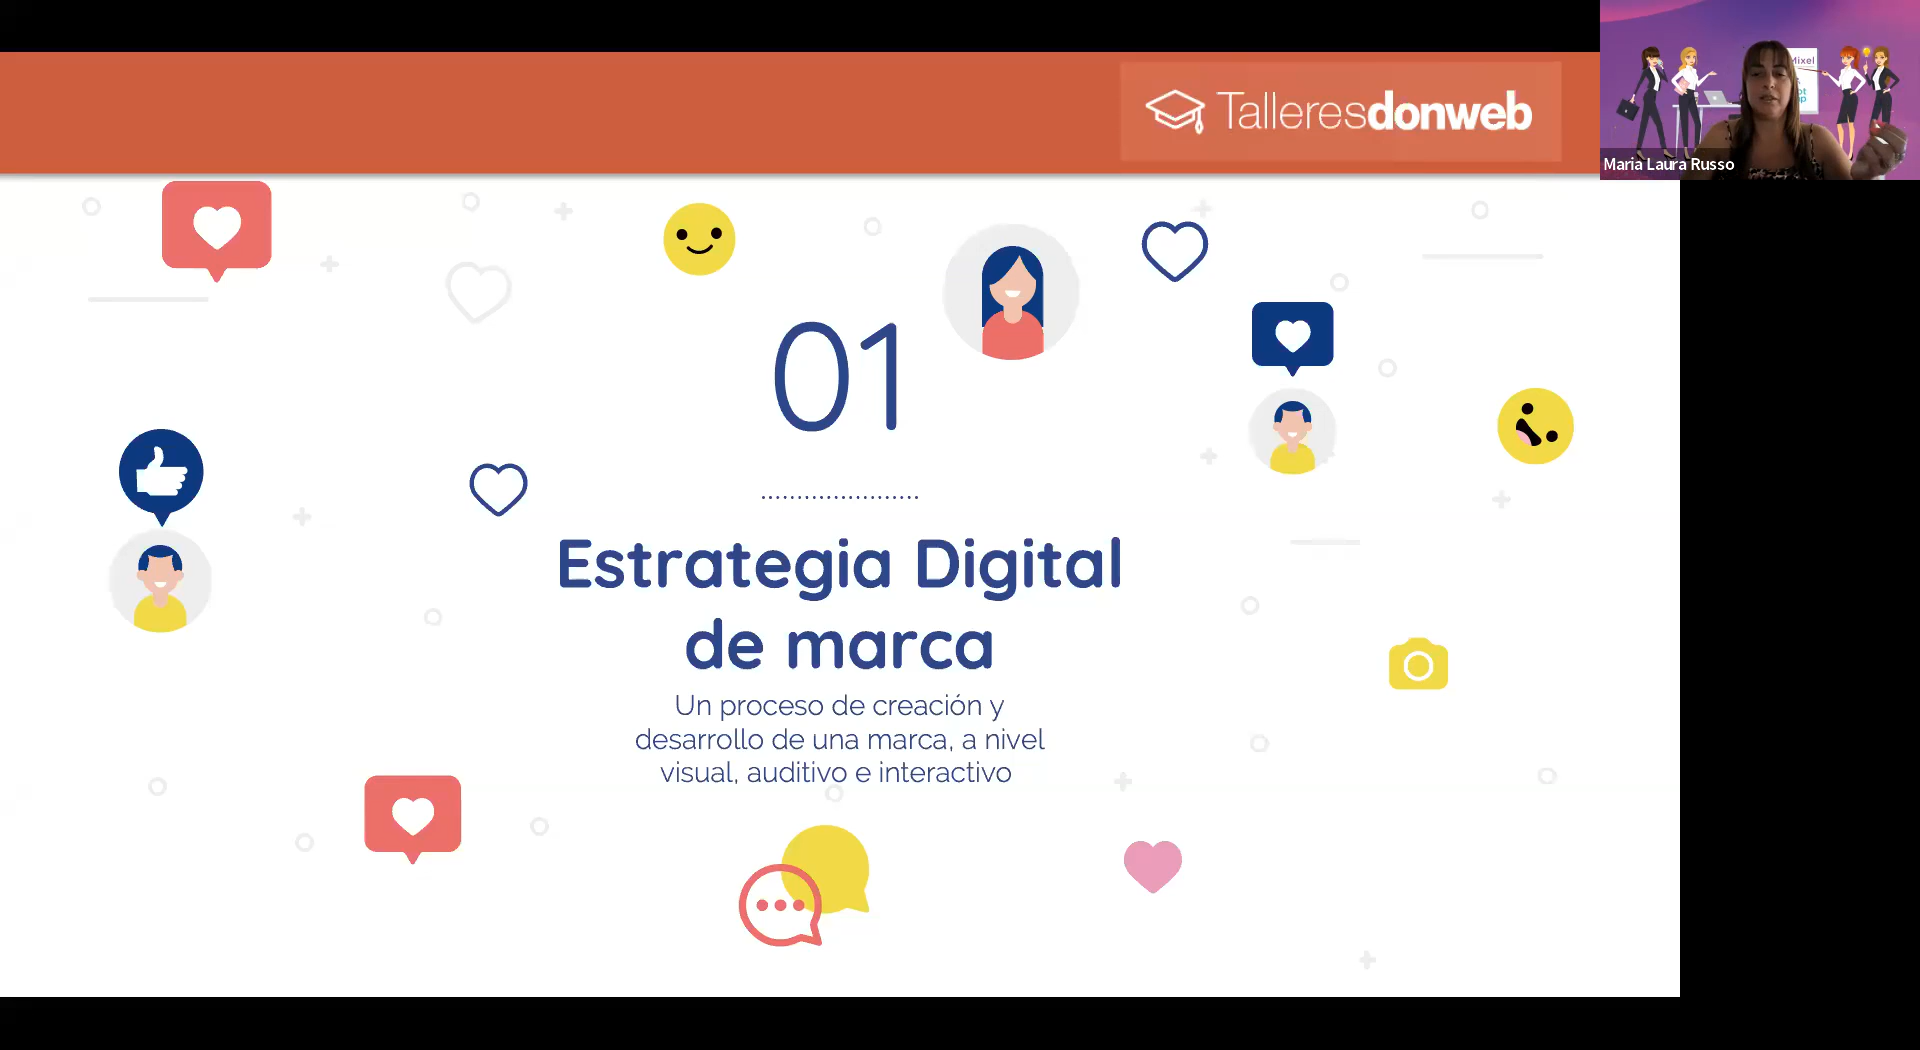 Talleresdonweb
Mixel
Maria Laura Russo
01
Estrategia Digital
de marca
Un proceso de creación y
desarrollo de una marca, a nivel
visual, auditivo e interactivo